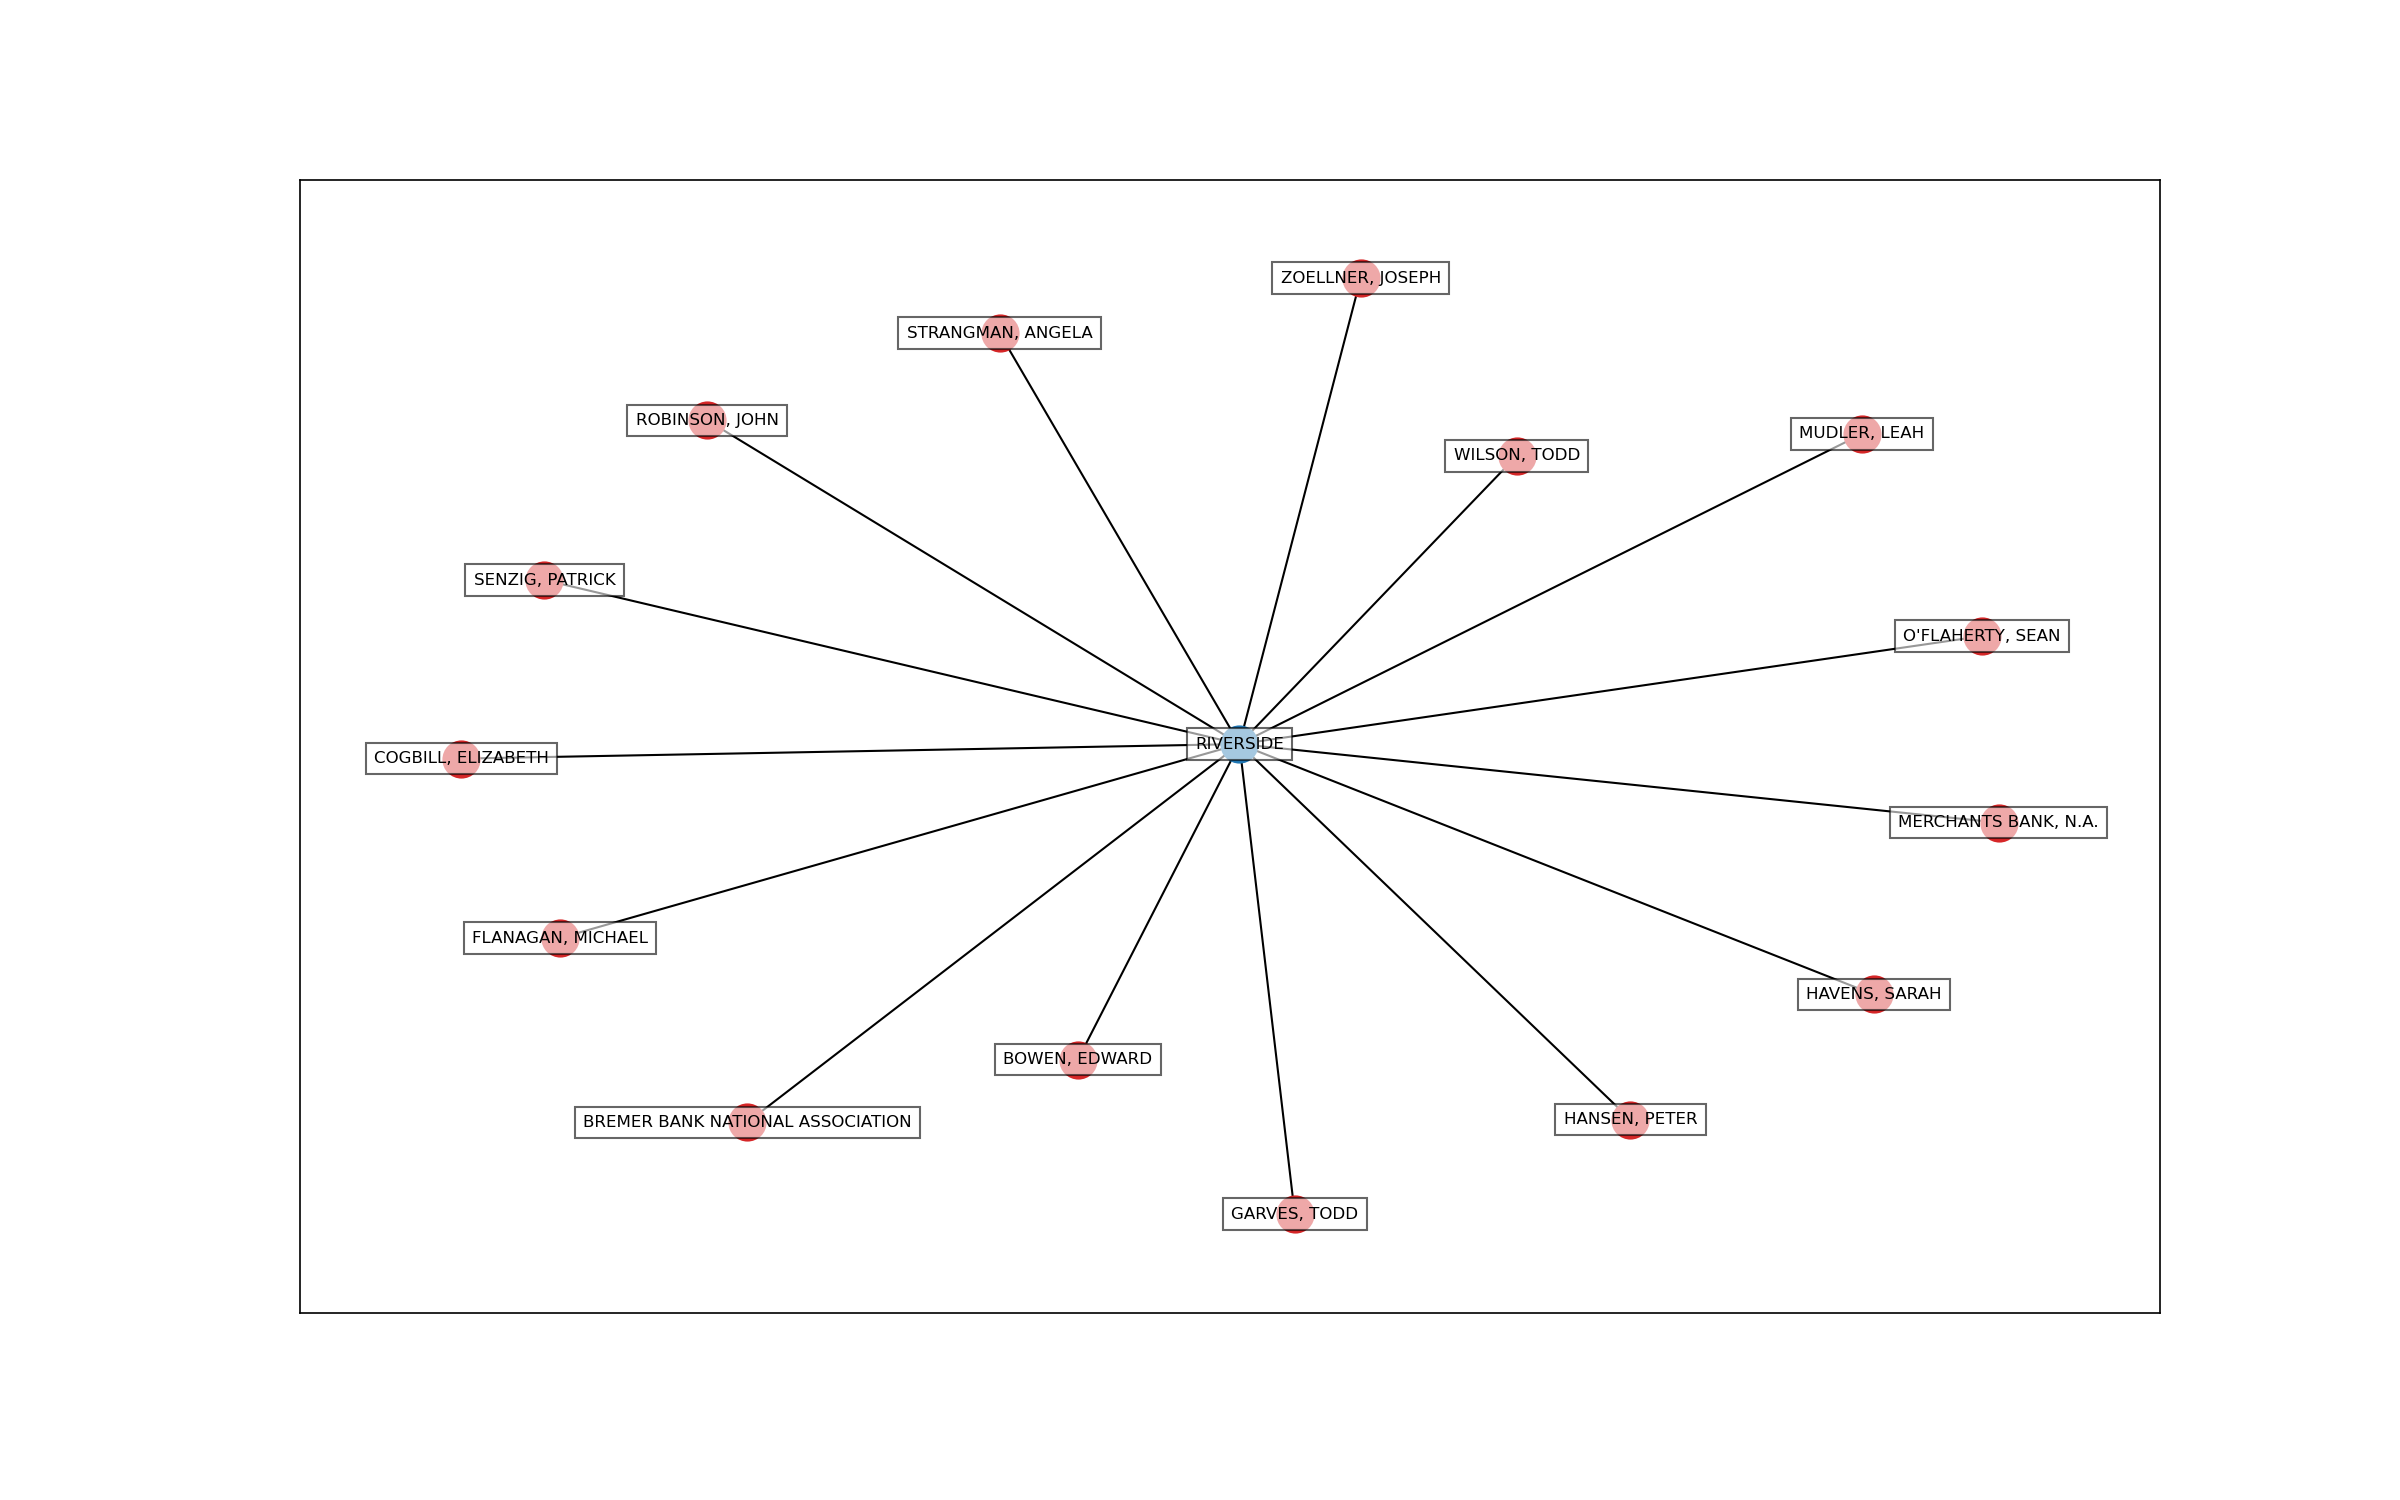 ZOELLNER, JOSEPH
STRANGMAN, ANGELA
ROBINSON, JOHN
MUDLER, LEAH
WILSON, TODD
SENZIG, PATRICK
O'FLAHERTY, SEAN
RIVERSIDE
COGBILL, ELIZABETH
MERCHANTS BANK, N.A.
FLANAGAN, MICHAEL
HAVENS, SARAH
BOWEN, EDWARD
HANSEN, PETER
BREMER BANK NATIONAL ASSOCIATION
GARVES, TODD